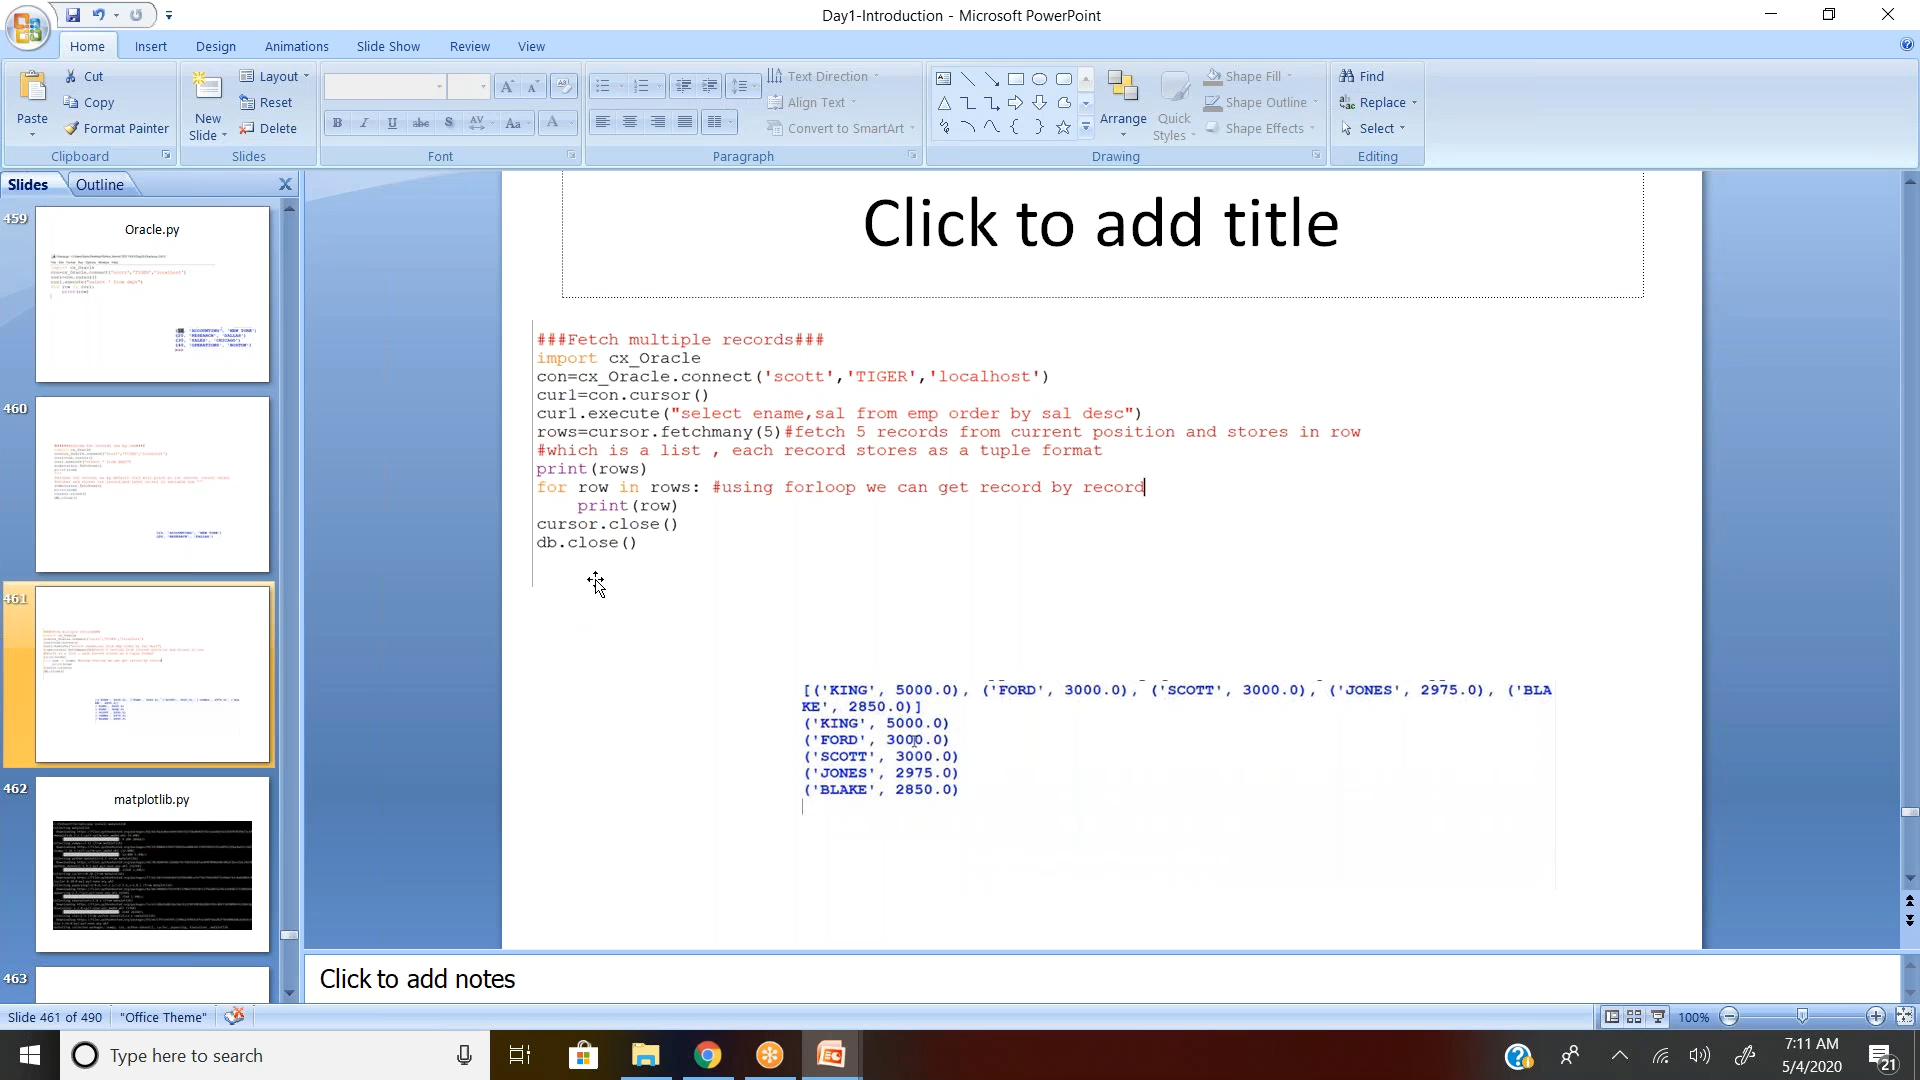 Day1-Introduction - Microsoft PowerPoint
Home Insert Design Animations Slide Show Review View
Paste
Cut
Copy
Format Painter
Clipboard
New Slide
Layout
Reset
Delete
Slides
Font
Text Direction
Align Text
Convert to SmartArt
Paragraph
Arrange
Quick Styles
Shape Fill
Shape Outline
Shape Effects
Drawing
Find
Replace
Select
Editing
Slides Outline
459
Oracle.py
460
461
462
matplotlib.py
463
Click to add title
###Fetch multiple records###
import cx_Oracle
con=cx_Oracle.connect('scott','TIGER','localhost')
cur1=con.cursor()
cur1.execute("select ename,sal from emp order by sal desc")
rows=cursor.fetchmany(5)#fetch 5 records from current position and stores in row
#which is a list , each record stores as a tuple format
print(rows)
for row in rows: #using forloop we can get record by record
print(row)
cursor.close()
db.close()
[('KING', 5000.0), ('FORD', 3000.0), ('SCOTT', 3000.0), ('JONES', 2975.0), ('BLA
KE', 2850.0)]
('KING', 5000.0)
('FORD', 3000.0)
('SCOTT', 3000.0)
('JONES', 2975.0)
('BLAKE', 2850.0)
Click to add notes
Slide 461 of 490 "Office Theme" 100%
Type here to search
7:11 AM
5/4/2020
21